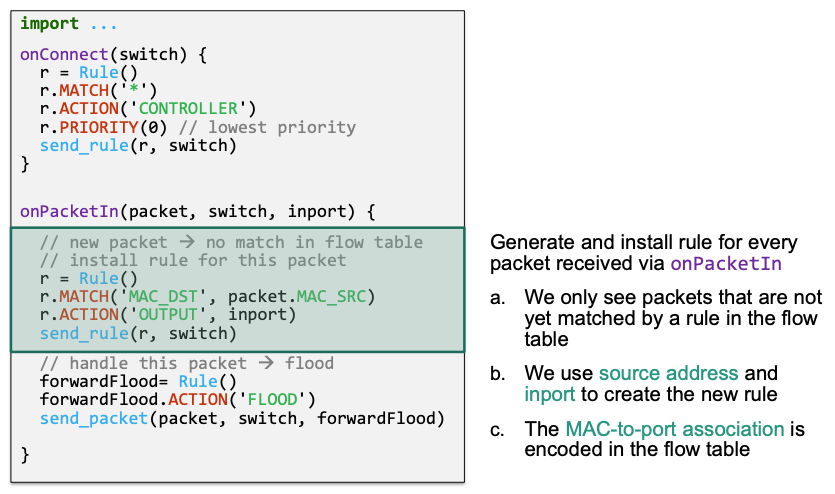 import ...
onConnect(switch) {
r = Rule()
r.MATCH('*')
r.ACTION('CONTROLLER')
r.PRIORITY(0) // lowest priority
send_rule(r, switch)
}
onPacketIn(packet, switch, inport) {
// new packet → no match in flow table
// install rule for this packet
r = Rule()
r.MATCH('MAC_DST', packet.MAC_SRC)
r.ACTION('OUTPUT', inport)
send_rule(r, switch)
// handle this packet → flood
forwardFlood= Rule()
forwardFlood.ACTION('FLOOD')
send_packet(packet, switch, forwardFlood)
}
Generate and install rule for every
packet received via onPacketIn
a. We only see packets that are not
yet matched by a rule in the flow
table
b. We use source address and
inport to create the new rule
c. The MAC-to-port association is
encoded in the flow table